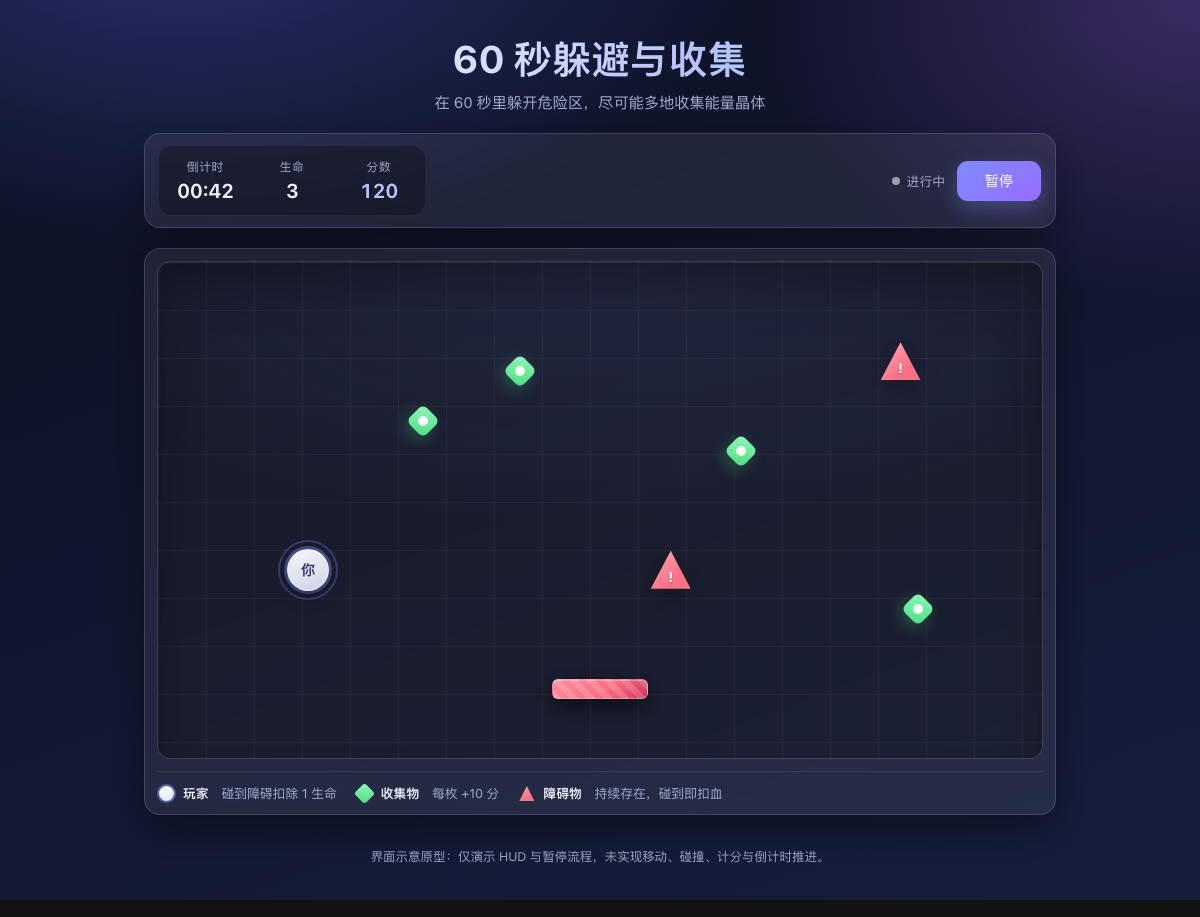 60 秒躲避与收集
在 60 秒里躲开危险区，尽可能多地收集能量晶体
倒计时 生命 分数
00:42 3 120
进行中 暂停
!
你
!
玩家 碰到障碍扣除 1 生命 收集物 每枚 +10 分 障碍物 持续存在，碰到即扣血
界面示意原型：仅演示 HUD 与暂停流程，未实现移动、碰撞、计分与倒计时推进。